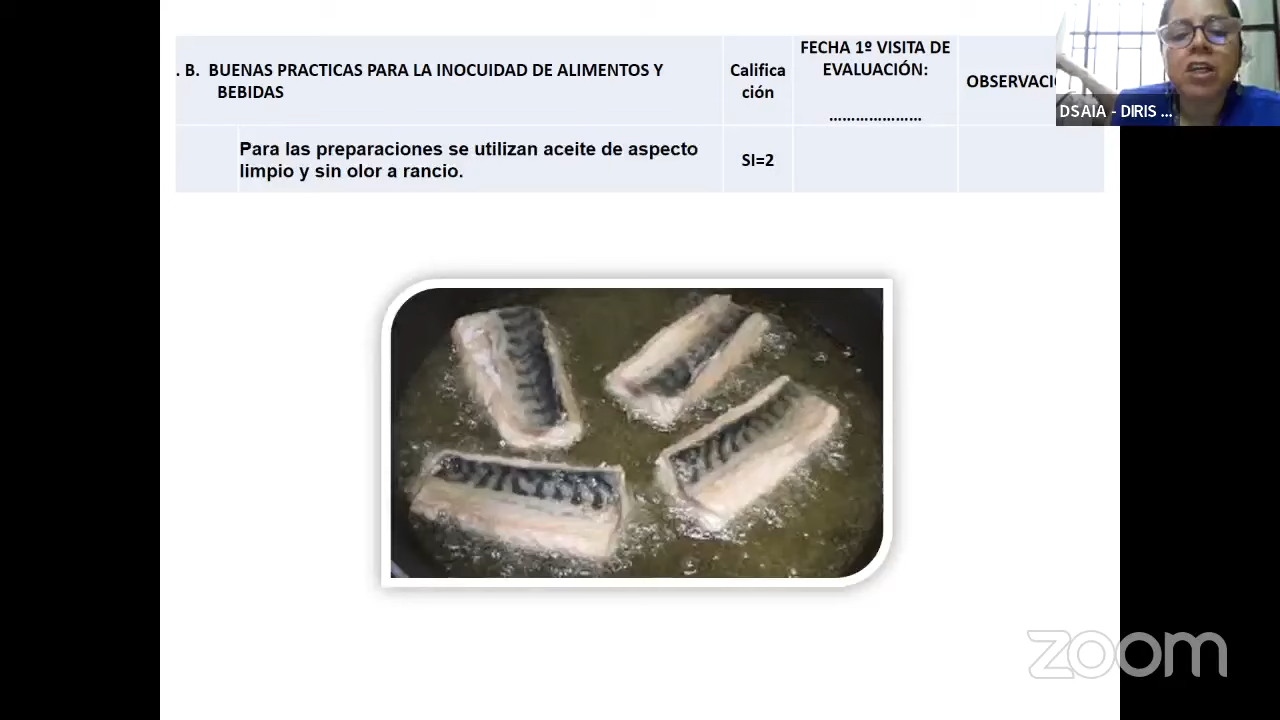 . B. BUENAS PRACTICAS PARA LA INOCUIDAD DE ALIMENTOS Y
BEBIDAS
Califica
ción
FECHA 1º VISITA DE
EVALUACIÓN:
.....................
OBSERVACI
DSAIA - DIRIS ...
Para las preparaciones se utilizan aceite de aspecto
limpio y sin olor a rancio.
SI=2
zoom